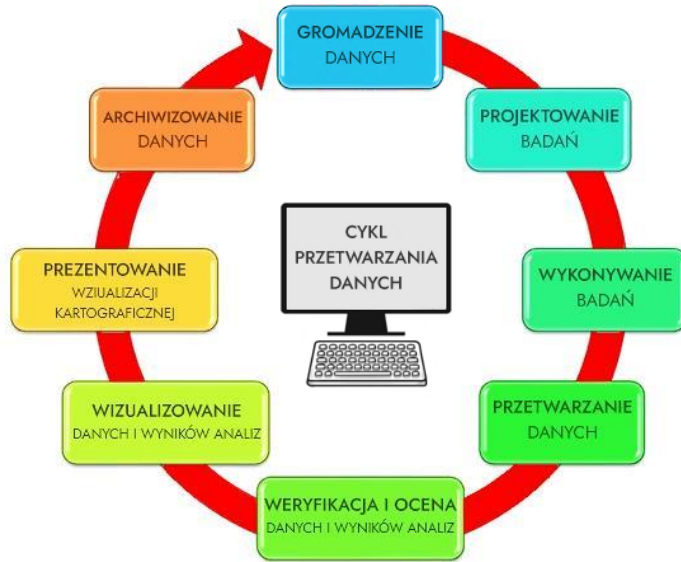 GROMADZENIE
DANYCH
PROJEKTOWANIE
BADAŃ
WYKONYWANIE
BADAŃ
PRZETWARZANIE
DANYCH
WERYFIKACJA I OCENA
DANYCH I WYNIKÓW ANALIZ
WIZUALIZOWANIE
DANYCH I WYNIKÓW ANALIZ
PREZENTOWANIE
WZIUALIZACJI
KARTOGRAFICZNEJ
ARCHIWIZOWANIE
DANYCH
CYKL
PRZETWARZANIA
DANYCH